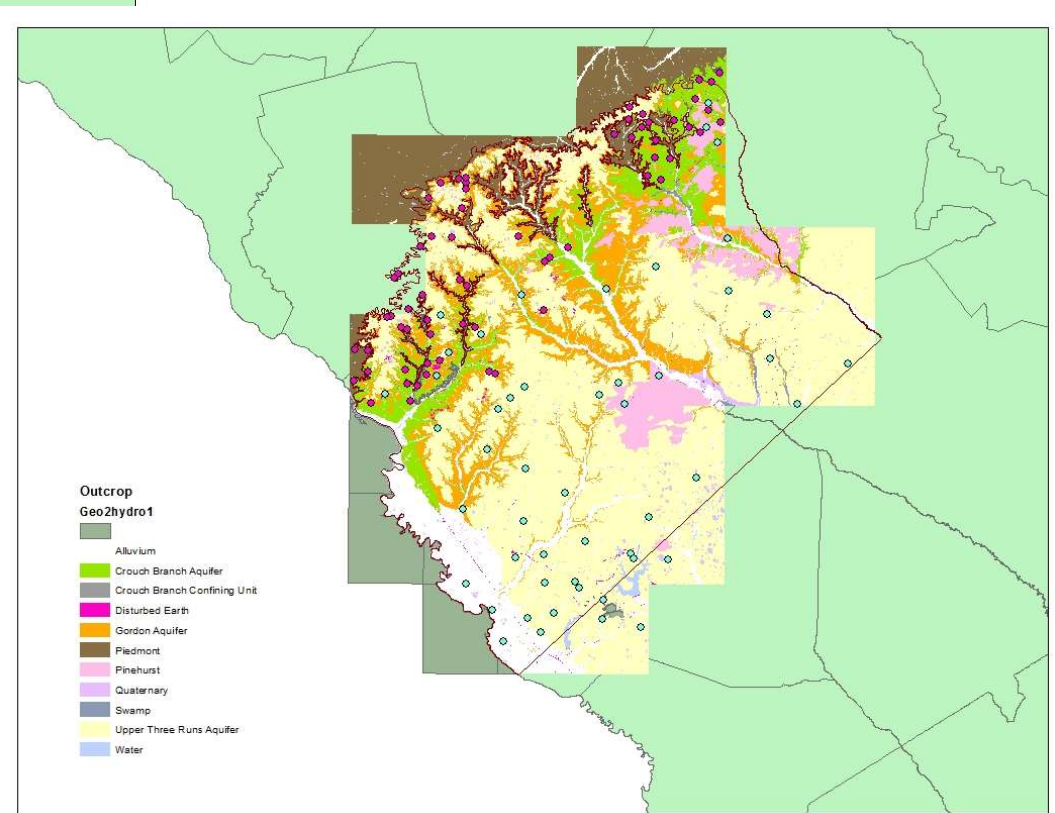 Outcrop
Geo2hydro1
Alluvium
Crouch Branch Aquifer
Crouch Branch Confining Unit
Disturbed Earth
Gordon Aquifer
Piedmont
Pinehurst
Quaternary
Swamp
Upper Three Runs Aquifer
Water